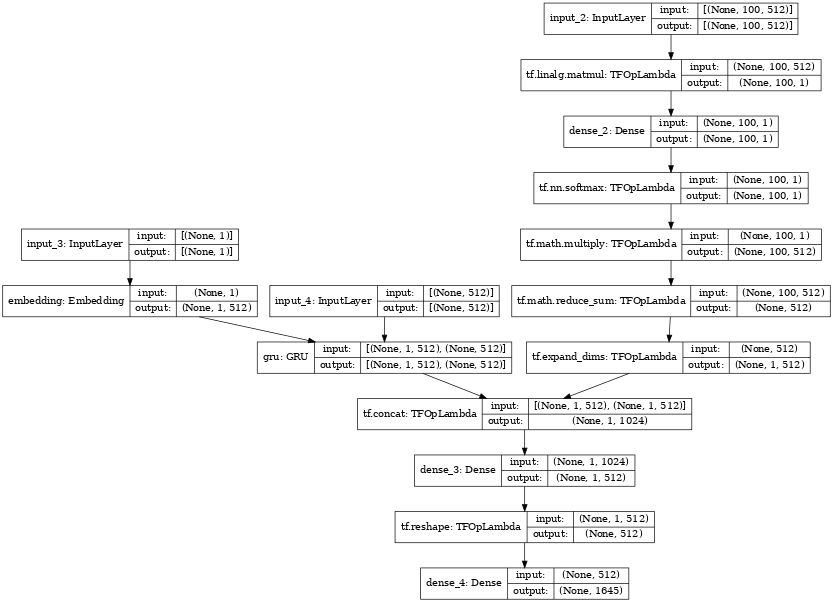 input_2: InputLayer input: [(None, 100, 512)]
output: [(None, 100, 512)]
tf.linalg.matmul: TFOpLambda input: (None, 100, 512)
output: (None, 100, 1)
dense_2: Dense input: (None, 100, 1)
output: (None, 100, 1)
tf.nn.softmax: TFOpLambda input: (None, 100, 1)
output: (None, 100, 1)
input_3: InputLayer input: [(None, 1)]
output: [(None, 1)]
tf.math.multiply: TFOpLambda input: (None, 100, 1)
output: (None, 100, 512)
embedding: Embedding input: (None, 1)
output: (None, 1, 512)
input_4: InputLayer input: [(None, 512)]
output: [(None, 512)]
tf.math.reduce_sum: TFOpLambda input: (None, 100, 512)
output: (None, 512)
gru: GRU input: [(None, 1, 512), (None, 512)]
output: [(None, 1, 512), (None, 512)]
tf.expand_dims: TFOpLambda input: (None, 512)
output: (None, 1, 512)
tf.concat: TFOpLambda input: [(None, 1, 512), (None, 1, 512)]
output: (None, 1, 1024)
dense_3: Dense input: (None, 1, 1024)
output: (None, 1, 512)
tf.reshape: TFOpLambda input: (None, 1, 512)
output: (None, 512)
dense_4: Dense input: (None, 512)
output: (None, 1645)